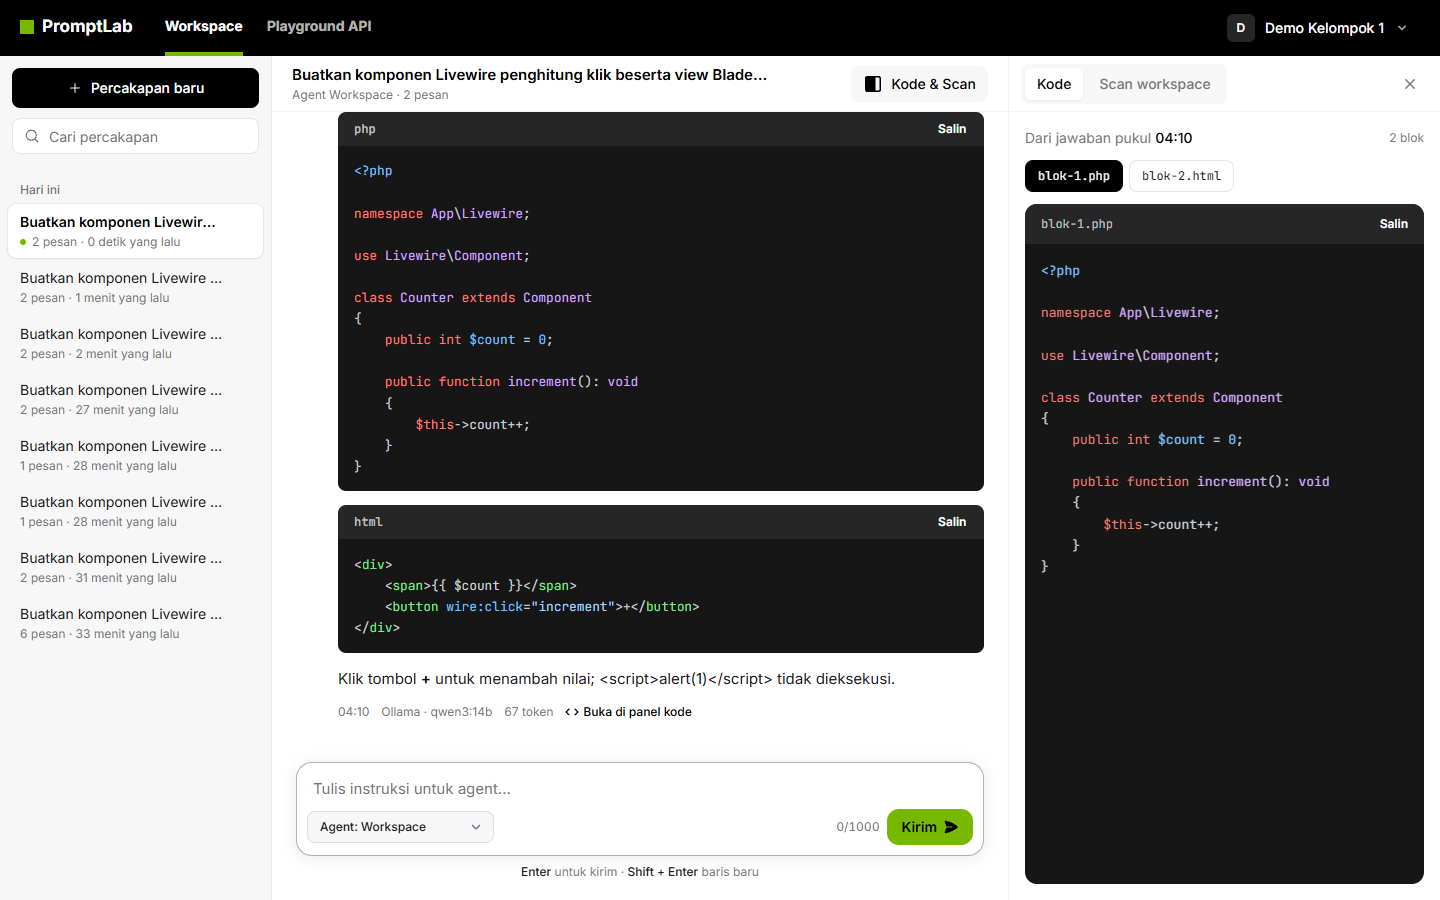 PromptLab
Workspace
Playground API
D
Demo Kelompok 1
Percakapan baru
Cari percakapan
Hari ini
Buatkan komponen Livewir...
2 pesan · 0 detik yang lalu
Buatkan komponen Livewire ...
2 pesan · 1 menit yang lalu
Buatkan komponen Livewire ...
2 pesan · 2 menit yang lalu
Buatkan komponen Livewire ...
2 pesan · 27 menit yang lalu
Buatkan komponen Livewire ...
1 pesan · 28 menit yang lalu
Buatkan komponen Livewire ...
1 pesan · 28 menit yang lalu
Buatkan komponen Livewire ...
2 pesan · 31 menit yang lalu
Buatkan komponen Livewire ...
6 pesan · 33 menit yang lalu
Buatkan komponen Livewire penghitung klik beserta view Blade...
Agent Workspace · 2 pesan
Kode & Scan
php
Salin
<?php
namespace App\Livewire;
use Livewire\Component;
class Counter extends Component
{
    public int $count = 0;
    public function increment(): void
    {
        $this->count++;
    }
}
html
Salin
<div>
    <span>{{ $count }}</span>
    <button wire:click="increment">+</button>
</div>
Klik tombol + untuk menambah nilai; <script>alert(1)</script> tidak dieksekusi.
04:10 Ollama · qwen3:14b 67 token <> Buka di panel kode
Tulis instruksi untuk agent...
Agent: Workspace
0/1000
Kirim
Enter untuk kirim · Shift + Enter baris baru
Kode
Scan workspace
Dari jawaban pukul 04:10
2 blok
blok-1.php
blok-2.html
blok-1.php
Salin
<?php
namespace App\Livewire;
use Livewire\Component;
class Counter extends Component
{
    public int $count = 0;
    public function increment(): void
    {
        $this->count++;
    }
}